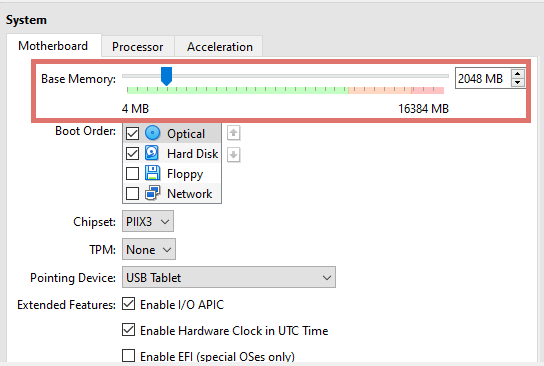 System
Motherboard Processor Acceleration
Base Memory: 2048 MB
4 MB 16384 MB
Boot Order: Optical
Hard Disk
Floppy
Network
Chipset: PIIX3
TPM: None
Pointing Device: USB Tablet
Extended Features: Enable I/O APIC
Enable Hardware Clock in UTC Time
Enable EFI (special OSes only)